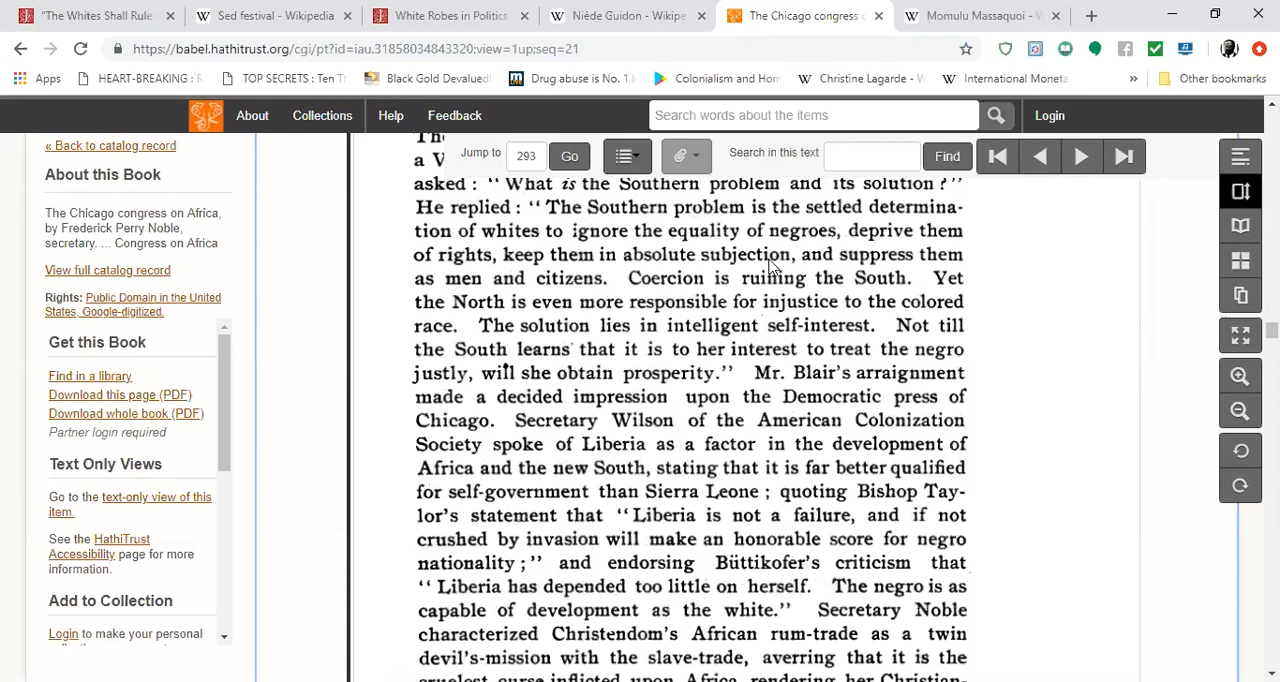 "The Whites Shall Rule
Sed festival - Wikipedia
White Robes in Politics
Niède Guidon - Wikipe
The Chicago congress o
Momulu Massaquoi - W
https://babel.hathitrust.org/cgi/pt?id=iau.31858034843320;view=1up;seq=21
Apps
HEART-BREAKING : R
TOP SECRETS : Ten Th
Black Gold Devalued
Drug abuse is No. 1 k
Colonialism and Hom
Christine Lagarde - W
International Moneta
Other bookmarks
About
Collections
Help
Feedback
Search words about the items
Login
« Back to catalog record
About this Book
The Chicago congress on Africa,
by Frederick Perry Noble,
secretary. ... Congress on Africa
View full catalog record
Rights: Public Domain in the United
States, Google-digitized.
Get this Book
Find in a library
Download this page (PDF)
Download whole book (PDF)
Partner login required
Text Only Views
Go to the text-only view of this
item.
See the HathiTrust
Accessibility page for more
information.
Add to Collection
Login to make your personal
Jump to
293
Go
Search in this text
Find
a V
asked : "What is the Southern problem and its solution?"
He replied : "The Southern problem is the settled determina-
tion of whites to ignore the equality of negroes, deprive them
of rights, keep them in absolute subjection, and suppress them
as men and citizens. Coercion is ruining the South. Yet
the North is even more responsible for injustice to the colored
race. The solution lies in intelligent self-interest. Not till
the South learns that it is to her interest to treat the negro
justly, will she obtain prosperity." Mr. Blair's arraignment
made a decided impression upon the Democratic press of
Chicago. Secretary Wilson of the American Colonization
Society spoke of Liberia as a factor in the development of
Africa and the new South, stating that it is far better qualified
for self-government than Sierra Leone ; quoting Bishop Tay-
lor's statement that "Liberia is not a failure, and if not
crushed by invasion will make an honorable score for negro
nationality ;" and endorsing Büttikofer's criticism that
"Liberia has depended too little on herself. The negro is as
capable of development as the white." Secretary Noble
characterized Christendom's African rum-trade as a twin
devil's-mission with the slave-trade, averring that it is the
cruelest curse inflicted upon Africa, rendering her Christian-